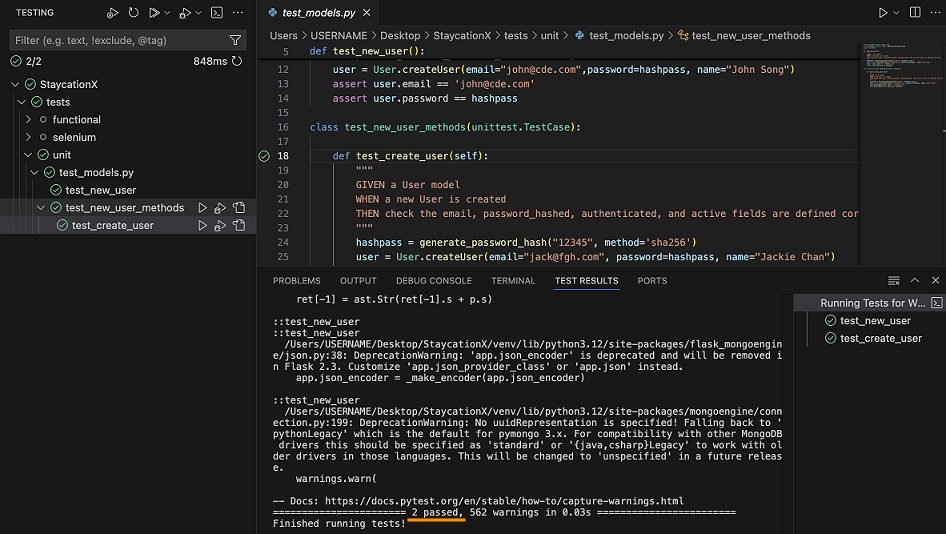 TESTING
Filter (e.g. text, !exclude, @tag)
2/2
848ms
StaycationX
tests
functional
selenium
unit
test_models.py
test_new_user
test_new_user_methods
test_create_user
test_models.py
Users > USERNAME > Desktop > StaycationX > tests > unit > test_models.py > test_new_user_methods
5 def test_new_user():
12 user = User.createUser(email="john@cde.com",password=hashpass, name="John Song")
13 assert user.email == 'john@cde.com'
14 assert user.password == hashpass
15
16 class test_new_user_methods(unittest.TestCase):
17
18 def test_create_user(self):
19 """
20 GIVEN a User model
21 WHEN a new User is created
22 THEN check the email, password_hashed, authenticated, and active fields are defined cor
23 """
24 hashpass = generate_password_hash("12345", method='sha256')
25 user = User.createUser(email="jack@fgh.com", password=hashpass, name="Jackie Chan")
PROBLEMS OUTPUT DEBUG CONSOLE TERMINAL TEST RESULTS PORTS
ret[-1] = ast.Str(ret[-1].s + p.s)
::test_new_user
::test_new_user
/Users/USERNAME/Desktop/StaycationX/venv/lib/python3.12/site-packages/flask_mongoengin
e/json.py:38: DeprecationWarning: 'app.json_encoder' is deprecated and will be removed i
n Flask 2.3. Customize 'app.json_provider_class' or 'app.json' instead.
app.json_encoder = _make_encoder(app.json_encoder)
::test_new_user
/Users/USERNAME/Desktop/StaycationX/venv/lib/python3.12/site-packages/mongoengine/conn
ection.py:199: DeprecationWarning: No uuidRepresentation is specified! Falling back to '
pythonLegacy' which is the default for pymongo 3.x. For compatibility with other MongoDB
drivers this should be specified as 'standard' or '{java,csharp}Legacy' to work with ol
der drivers in those languages. This will be changed to 'unspecified' in a future releas
e.
warnings.warn(
-- Docs: https://docs.pytest.org/en/stable/how-to/capture-warnings.html
====================== 2 passed, 562 warnings in 0.03s =======================
Finished running tests!
Running Tests for W...
test_new_user
test_create_user